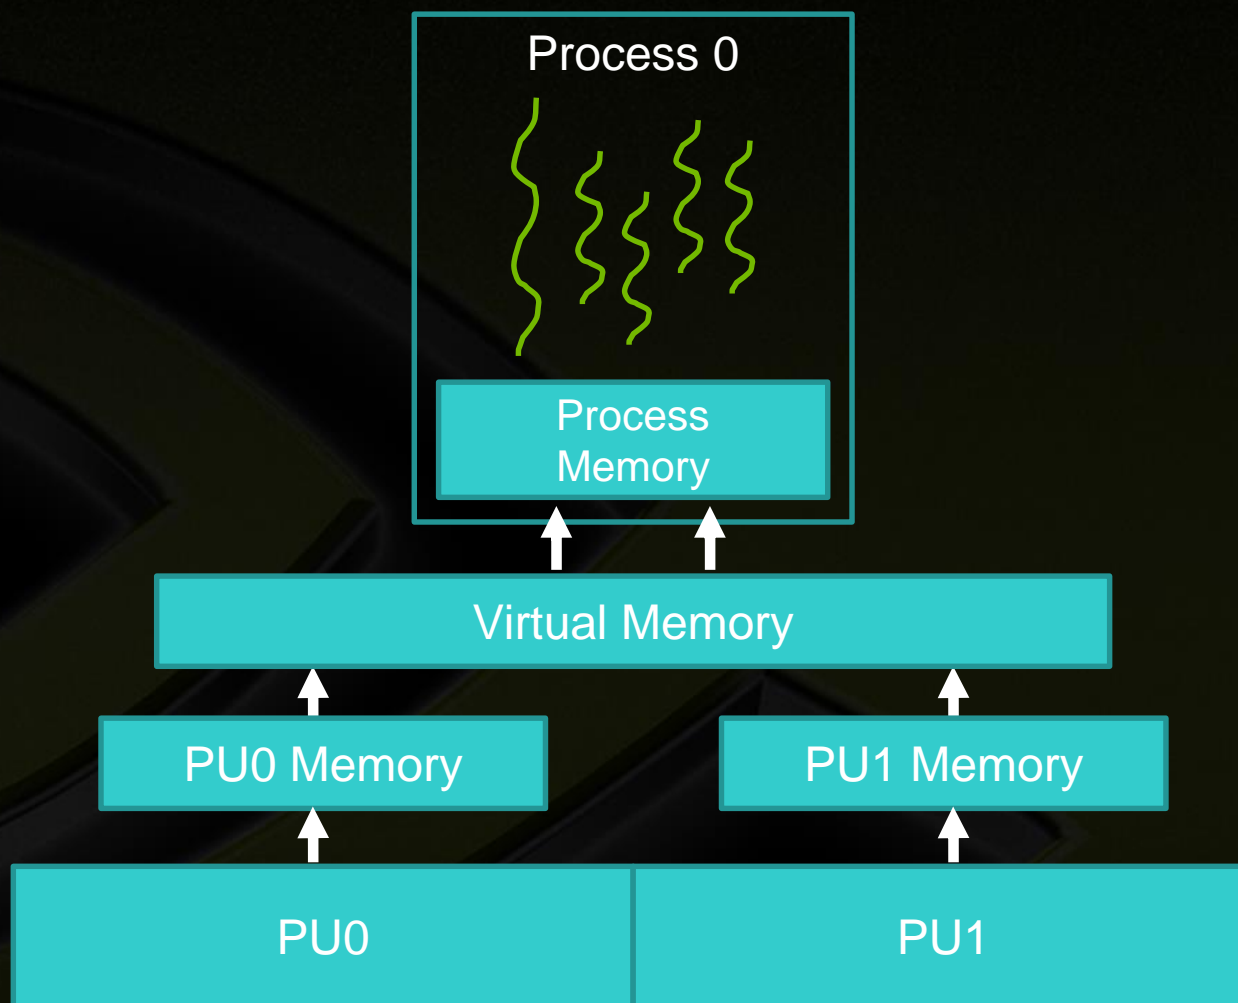 Process 0
Process
Memory
Virtual Memory
PU0 Memory
PU1 Memory
PU0
PU1